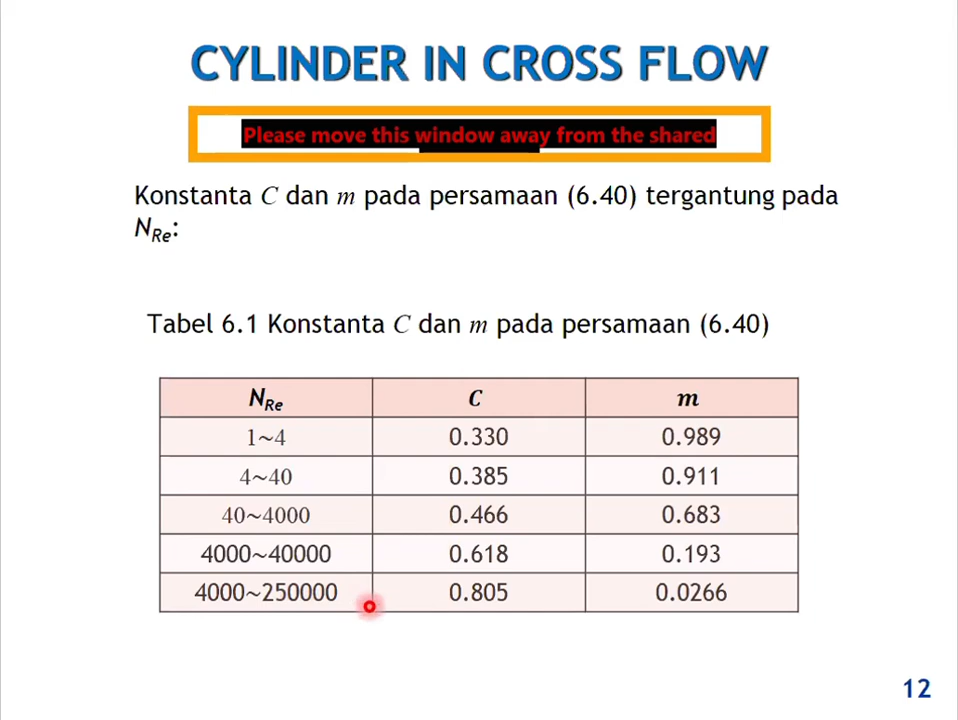 CYLINDER IN CROSS FLOW
Please move this window away from the shared
Konstanta C dan m pada persamaan (6.40) tergantung pada
N_Re:
Tabel 6.1 Konstanta C dan m pada persamaan (6.40)
N_Re C m
1~4 0.330 0.989
4~40 0.385 0.911
40~4000 0.466 0.683
4000~40000 0.618 0.193
4000~250000 0.805 0.0266
12